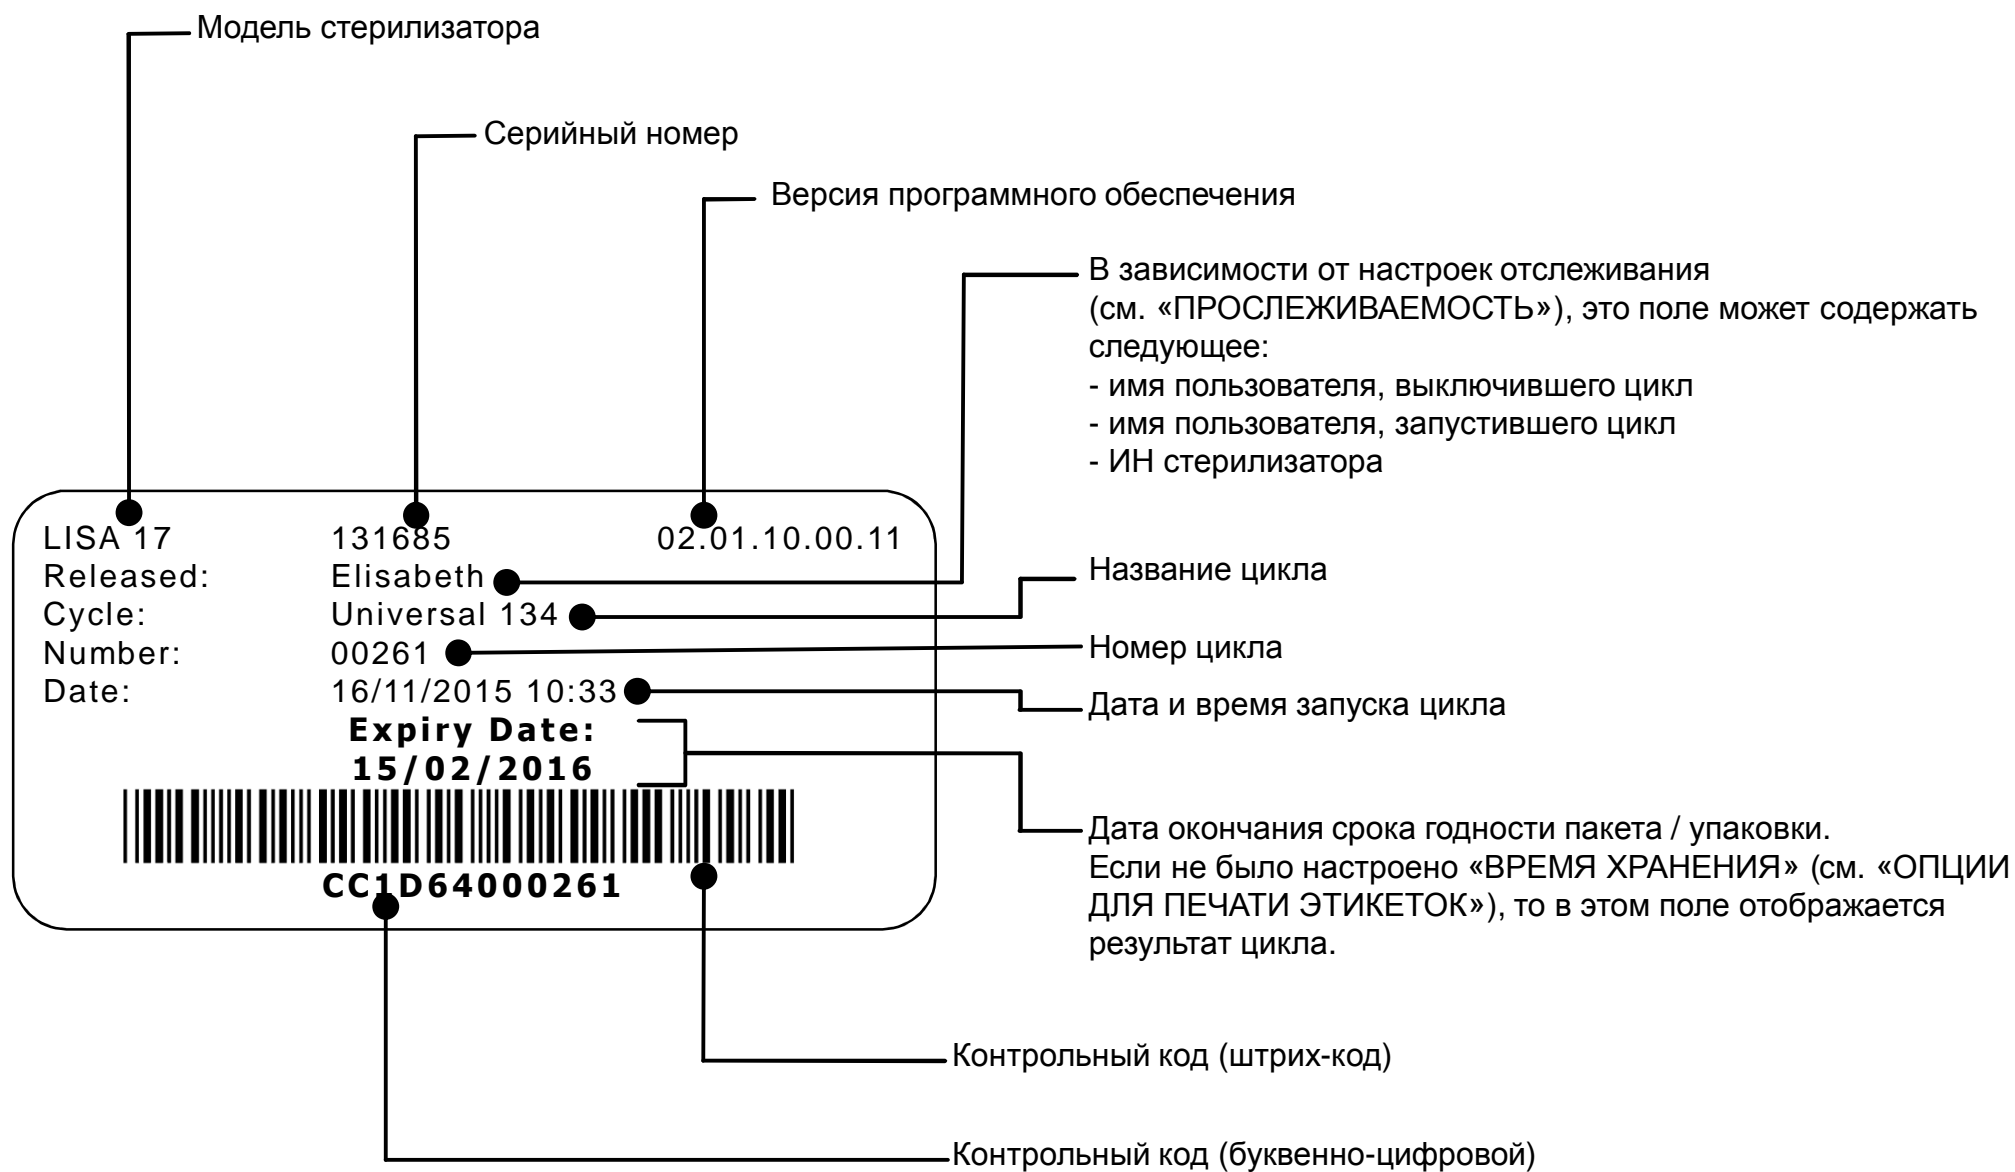 Модель стерилизатора
Серийный номер
Версия программного обеспечения
В зависимости от настроек отслеживания
(см. «ПРОСЛЕЖИВАЕМОСТЬ»), это поле может содержать
следующее:
- имя пользователя, выключившего цикл
- имя пользователя, запустившего цикл
- ИН стерилизатора
LISA 17 131685 02.01.10.00.11
Released: Elisabeth
Cycle: Universal 134
Number: 00261
Date: 16/11/2015 10:33
Expiry Date:
15/02/2016
CC1D64000261
Название цикла
Номер цикла
Дата и время запуска цикла
Дата окончания срока годности пакета / упаковки.
Если не было настроено «ВРЕМЯ ХРАНЕНИЯ» (см. «ОПЦИИ
ДЛЯ ПЕЧАТИ ЭТИКЕТОК»), то в этом поле отображается
результат цикла.
Контрольный код (штрих-код)
Контрольный код (буквенно-цифровой)